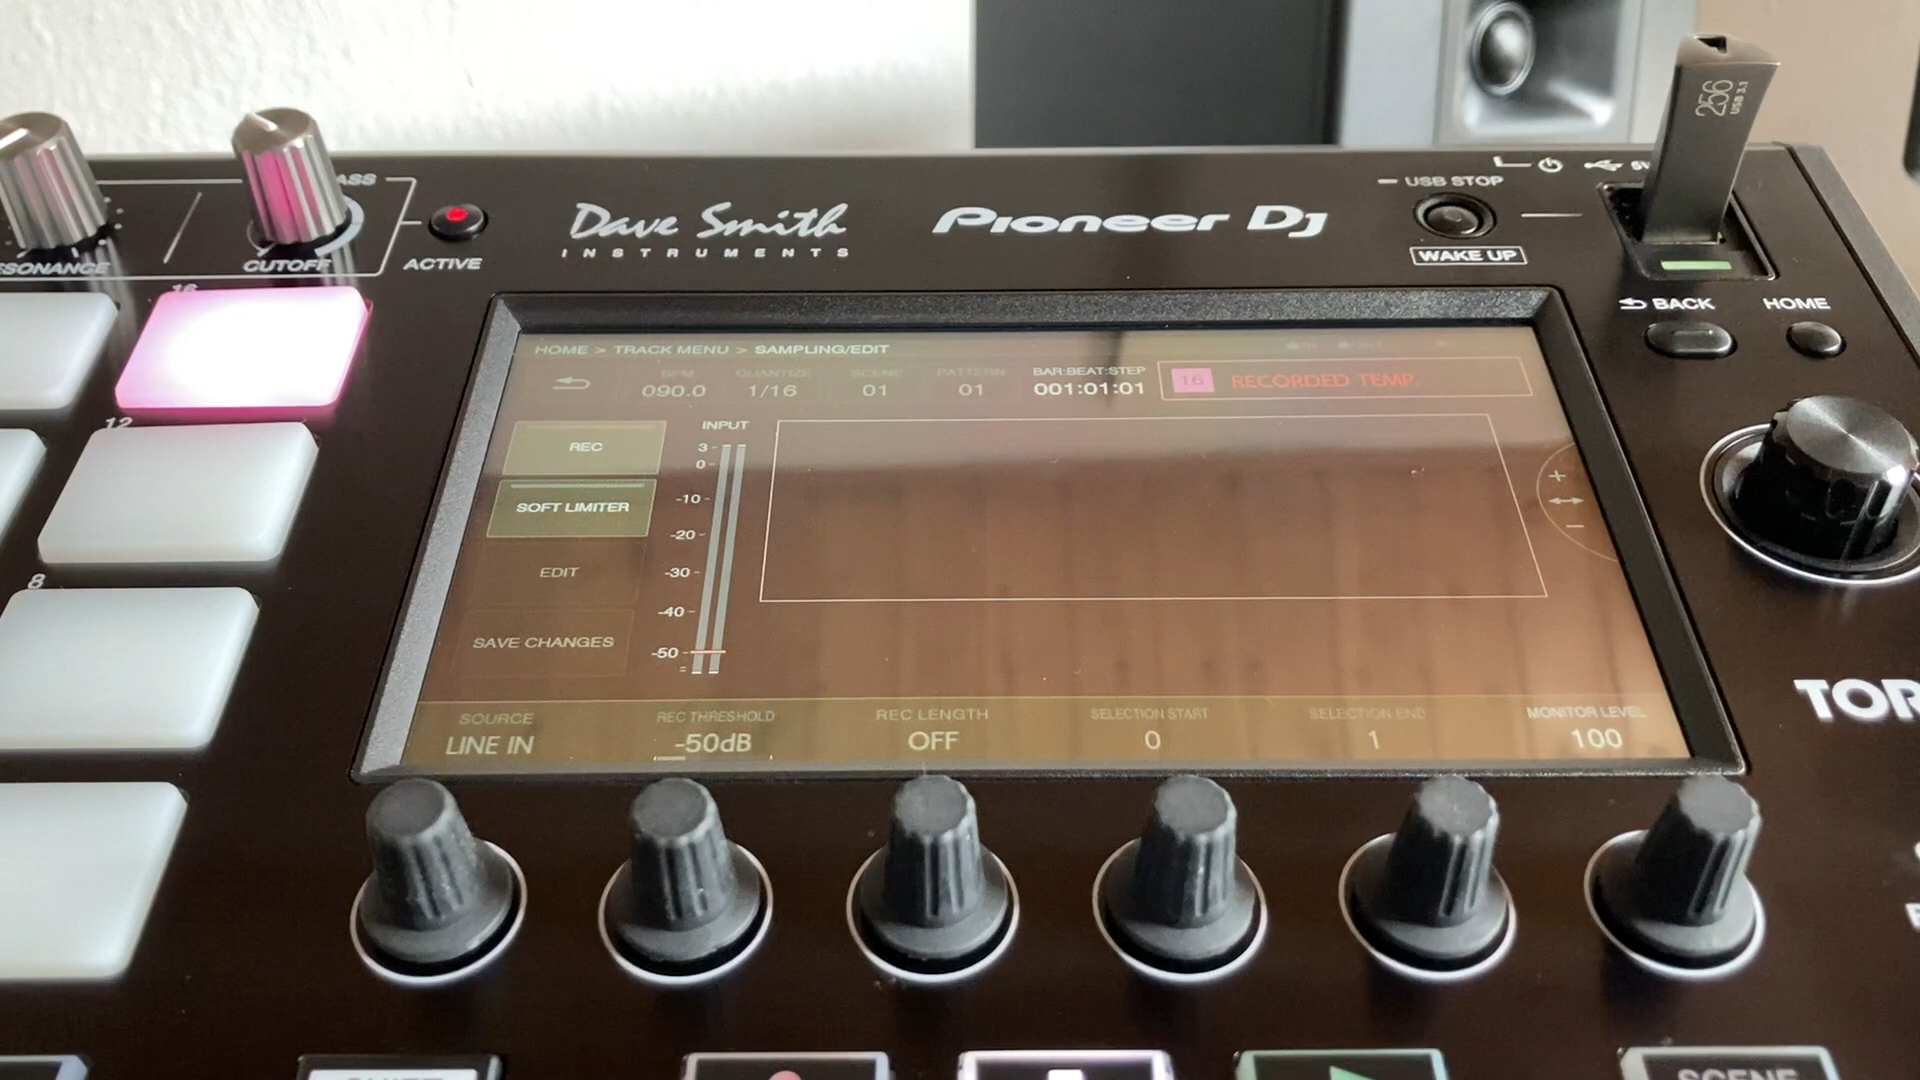 256
USB 3.1
USB STOP
WAKE UP
Dave Smith
INSTRUMENTS
Pioneer DJ
CUTOFF
ACTIVE
BACK
HOME
16
12
8
HOME > TRACK MENU > SAMPLING/EDIT
BPM
090.0
QUANTIZE
1/16
SCENE
01
PATTERN
01
BAR:BEAT:STEP
001:01:01
16 RECORDED TEMP.
REC
SOFT LIMITER
EDIT
SAVE CHANGES
INPUT
3
0
-10
-20
-30
-40
-50
+
-
SOURCE
LINE IN
REC THRESHOLD
-50dB
REC LENGTH
OFF
SELECTION START
0
SELECTION END
1
MONITOR LEVEL
100
SCENE